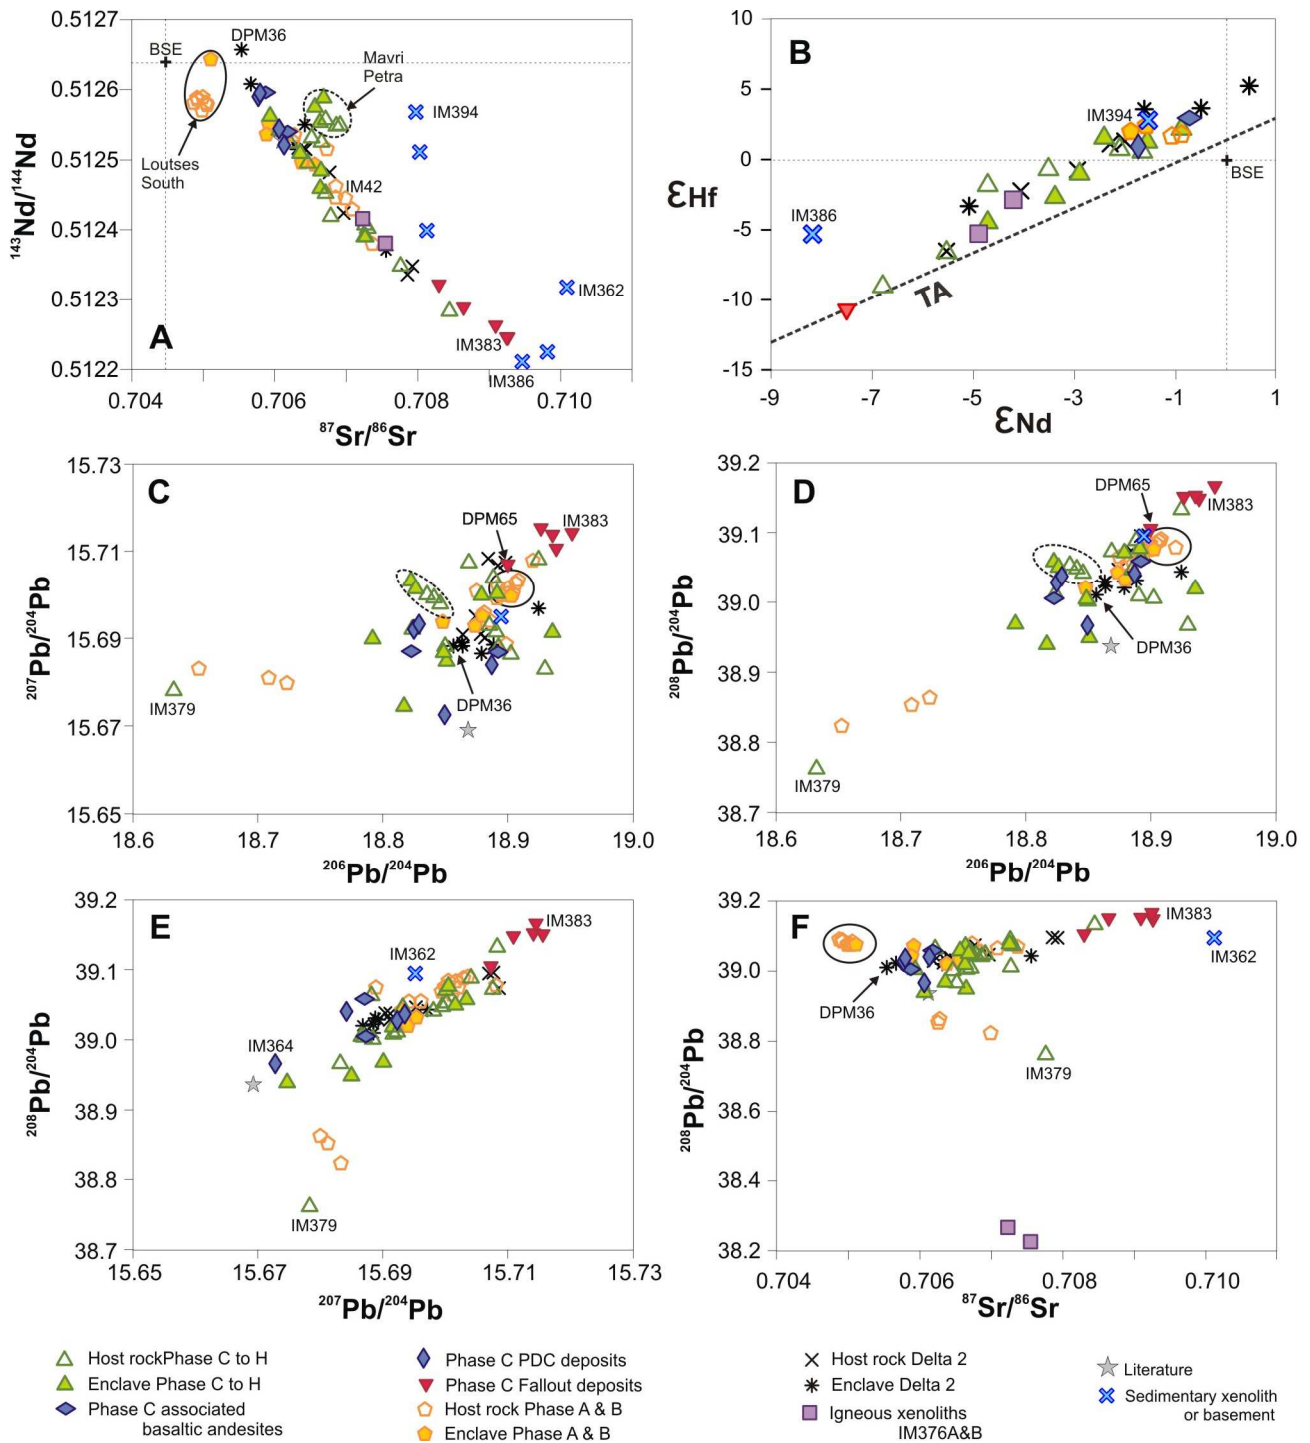 A
0.5127
0.5126
0.5125
0.5124
0.5123
0.5122
143Nd/144Nd
BSE
DPM36
Mavri
Petra
IM394
Loutses
South
IM42
IM362
IM383
IM386
0.704
0.706
0.708
0.710
87Sr/86Sr
B
10
5
0
-5
-10
-15
εHf
IM394
BSE
IM386
TA
-9
-7
-5
-3
-1
1
εNd
C
15.73
15.71
15.69
15.67
15.65
207Pb/204Pb
DPM65
IM383
DPM36
IM379
18.6
18.7
18.8
18.9
19.0
206Pb/204Pb
D
39.2
39.1
39.0
38.9
38.8
38.7
208Pb/204Pb
DPM65
IM383
DPM36
IM379
18.6
18.7
18.8
18.9
19.0
206Pb/204Pb
E
39.2
39.1
39.0
38.9
38.8
38.7
208Pb/204Pb
IM383
IM362
IM364
IM379
15.65
15.67
15.69
15.71
15.73
207Pb/204Pb
F
39.2
39.0
38.8
38.6
38.4
38.2
208Pb/204Pb
IM383
IM362
DPM36
IM379
0.704
0.706
0.708
0.710
87Sr/86Sr
Host rockPhase C to H
Enclave Phase C to H
Phase C associated
basaltic andesites
Phase C PDC deposits
Phase C Fallout deposits
Host rock Phase A & B
Enclave Phase A & B
Host rock Delta 2
Enclave Delta 2
Igneous xenoliths
IM376A&B
Literature
Sedimentary xenolith
or basement